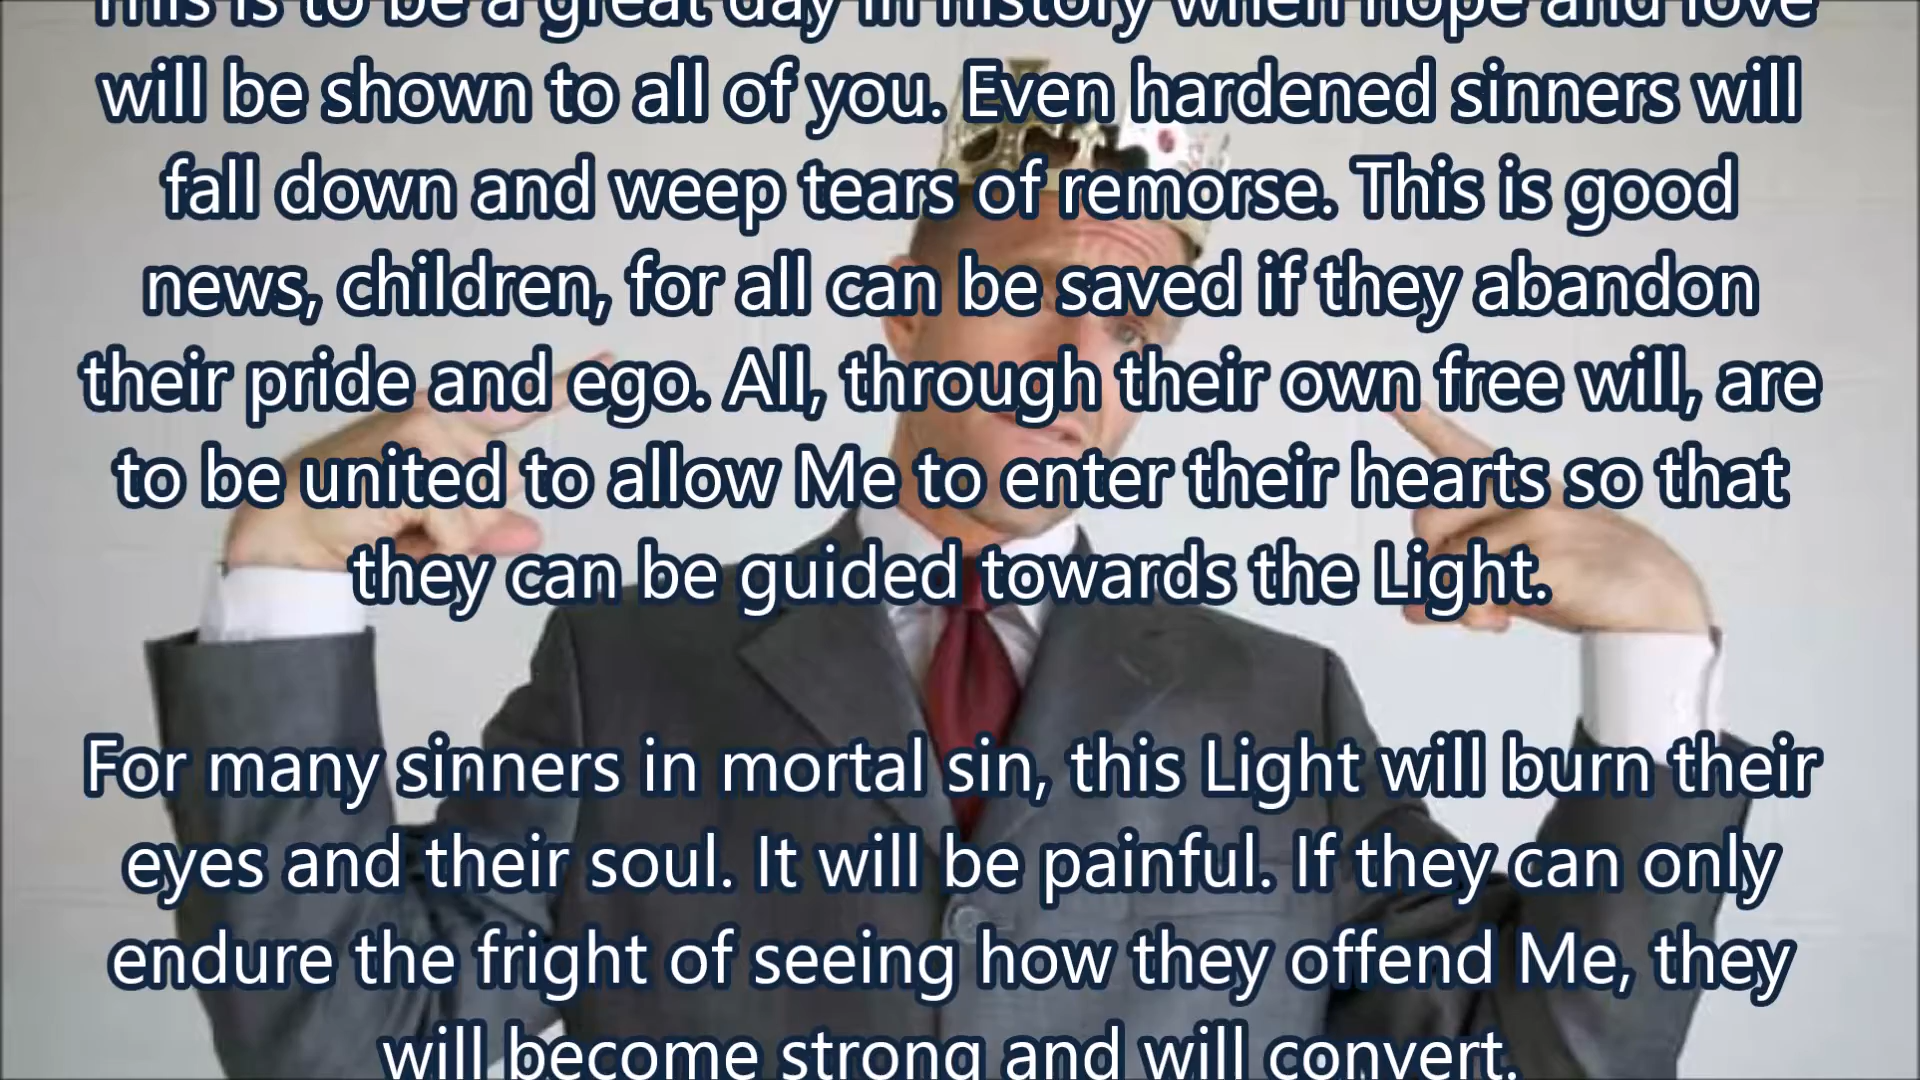 This is to be a great day in history when hope and love
will be shown to all of you. Even hardened sinners will
fall down and weep tears of remorse. This is good
news, children, for all can be saved if they abandon
their pride and ego. All, through their own free will, are
to be united to allow Me to enter their hearts so that
they can be guided towards the Light.
For many sinners in mortal sin, this Light will burn their
eyes and their soul. It will be painful. If they can only
endure the fright of seeing how they offend Me, they
will become strong and will convert.